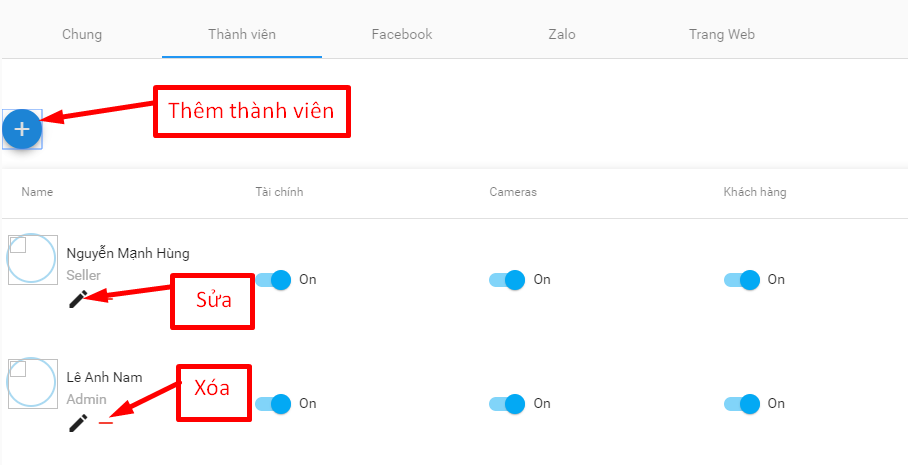 Chung Thành viên Facebook Zalo Trang Web
Thêm thành viên
Name Tài chính Cameras Khách hàng
Nguyễn Mạnh Hùng
Seller
On On On
Sửa
Lê Anh Nam
Admin
Xóa
On On On